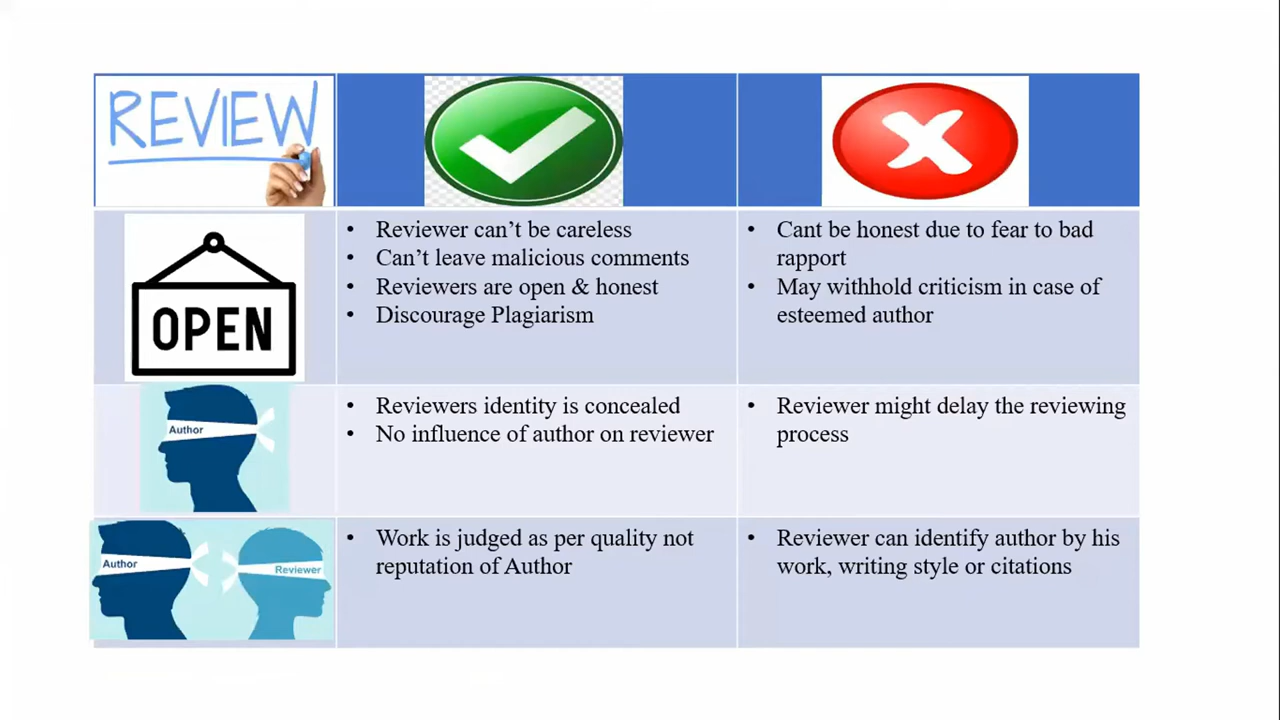 REVIEW
• Reviewer can’t be careless
• Can’t leave malicious comments
• Reviewers are open & honest
• Discourage Plagiarism
• Cant be honest due to fear to bad
rapport
• May withhold criticism in case of
esteemed author
OPEN
Author
• Reviewers identity is concealed
• No influence of author on reviewer
• Reviewer might delay the reviewing
process
Author
Reviewer
• Work is judged as per quality not
reputation of Author
• Reviewer can identify author by his
work, writing style or citations